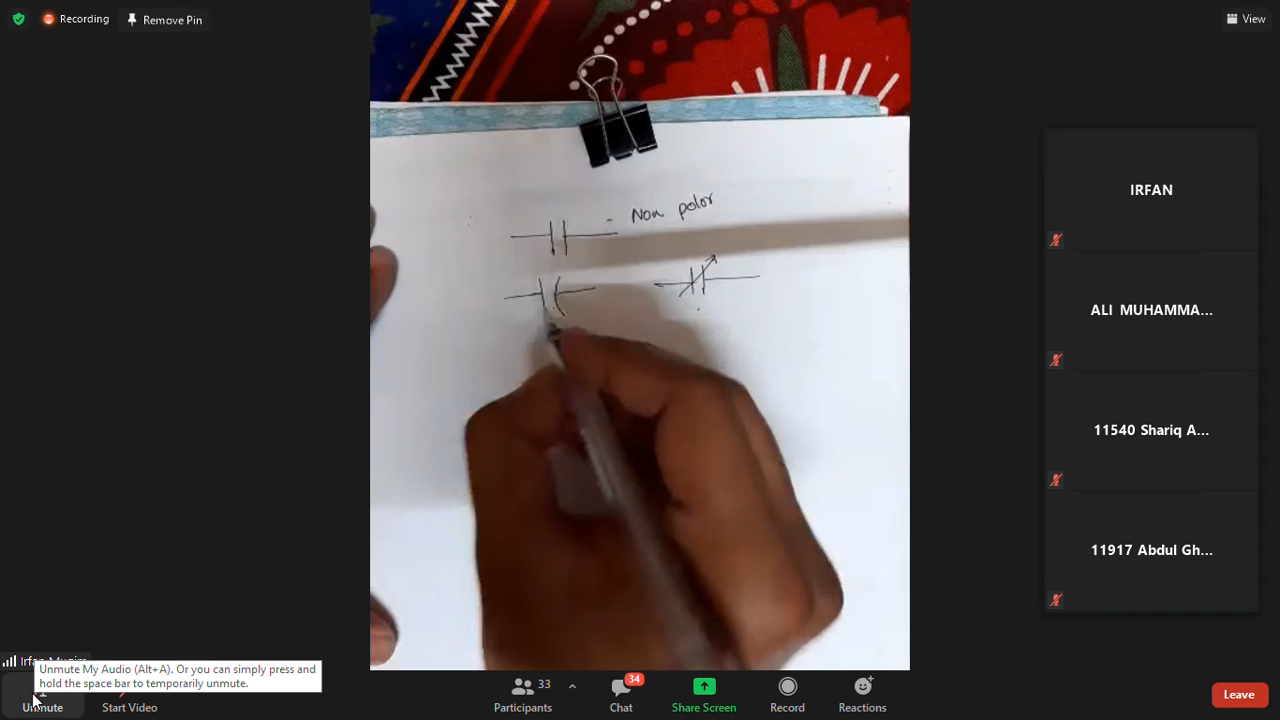 Recording
Remove Pin
View
Non polor
IRFAN
ALI MUHAMMA...
11540 Shariq A...
11917 Abdul Gh...
Unmute My Audio (Alt+A). Or you can simply press and
hold the space bar to temporarily unmute.
Unmute
Start Video
33
Participants
34
Chat
Share Screen
Record
Reactions
Leave